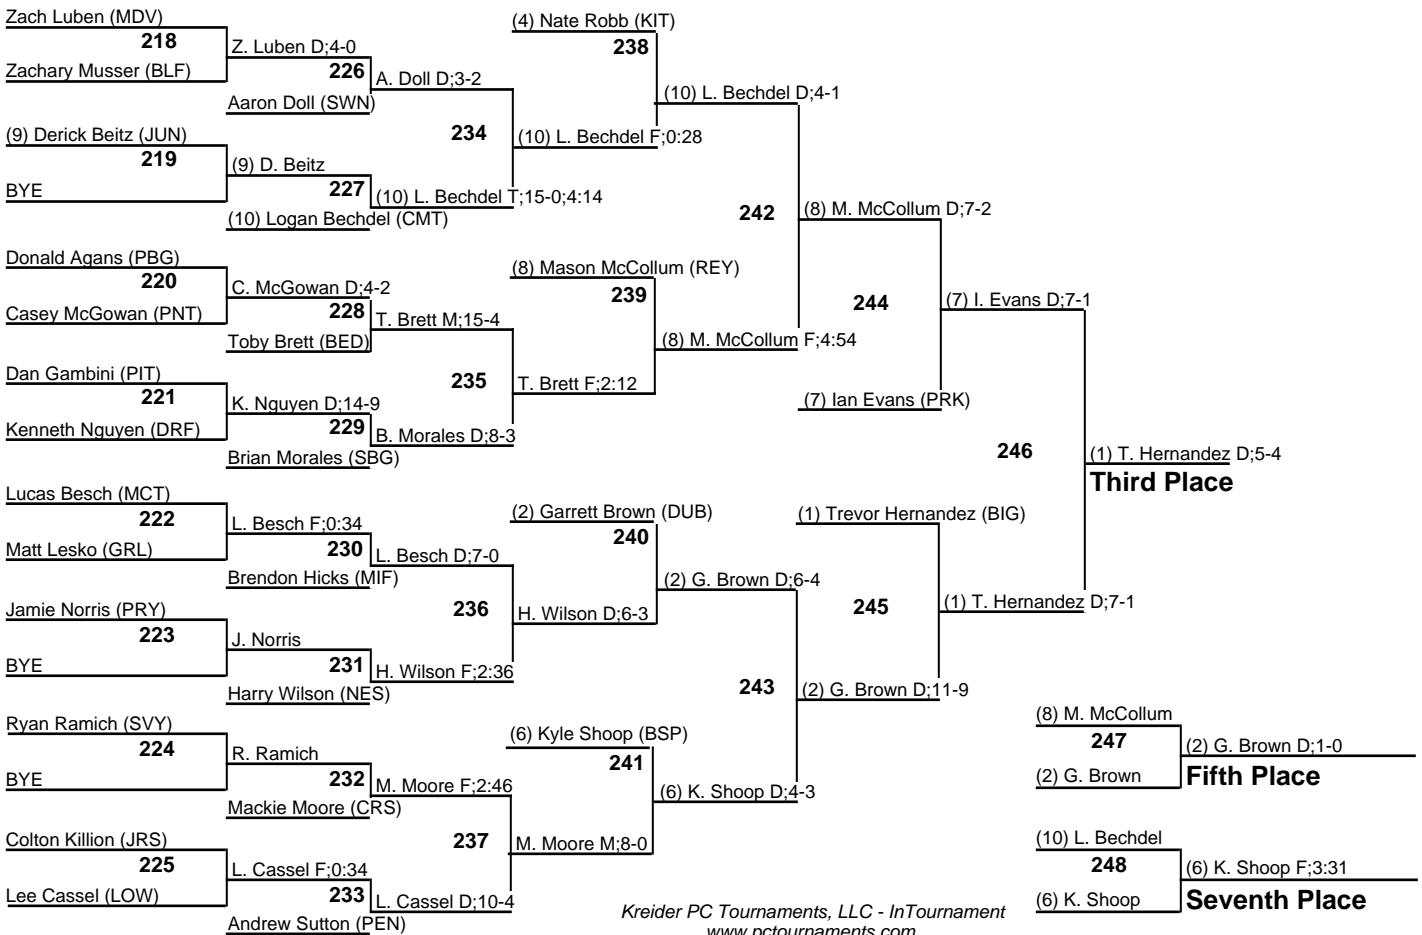 Zach Luben (MDV)
218
Zachary Musser (BLF)
Z. Luben D;4-0
226
Aaron Doll (SWN)
A. Doll D;3-2
(9) Derick Beitz (JUN)
219
BYE
(9) D. Beitz
227
(10) Logan Bechdel (CMT)
(10) L. Bechdel T;15-0;4:14
234
(10) L. Bechdel F;0:28
(4) Nate Robb (KIT)
238
(10) L. Bechdel D;4-1
Donald Agans (PBG)
220
Casey McGowan (PNT)
C. McGowan D;4-2
228
Toby Brett (BED)
T. Brett M;15-4
Dan Gambini (PIT)
221
Kenneth Nguyen (DRF)
K. Nguyen D;14-9
229
Brian Morales (SBG)
B. Morales D;8-3
235
T. Brett F;2:12
(8) Mason McCollum (REY)
239
(8) M. McCollum F;4:54
242
(8) M. McCollum D;7-2
244
(7) Ian Evans (PRK)
(7) I. Evans D;7-1
Lucas Besch (MCT)
222
Matt Lesko (GRL)
L. Besch F;0:34
230
Brendon Hicks (MIF)
L. Besch D;7-0
Jamie Norris (PRY)
223
BYE
J. Norris
231
Harry Wilson (NES)
H. Wilson F;2:36
236
H. Wilson D;6-3
(2) Garrett Brown (DUB)
240
(2) G. Brown D;6-4
Ryan Ramich (SVY)
224
BYE
R. Ramich
232
Mackie Moore (CRS)
M. Moore F;2:46
Colton Killion (JRS)
225
Lee Cassel (LOW)
L. Cassel F;0:34
233
Andrew Sutton (PEN)
L. Cassel D;10-4
237
M. Moore M;8-0
(6) Kyle Shoop (BSP)
241
(6) K. Shoop D;4-3
243
(2) G. Brown D;11-9
(1) Trevor Hernandez (BIG)
245
(1) T. Hernandez D;7-1
246
(1) T. Hernandez D;5-4
Third Place
(8) M. McCollum
247
(2) G. Brown
(2) G. Brown D;1-0
Fifth Place
(10) L. Bechdel
248
(6) K. Shoop
(6) K. Shoop F;3:31
Seventh Place
Kreider PC Tournaments, LLC - InTournament
www.pctournaments.com